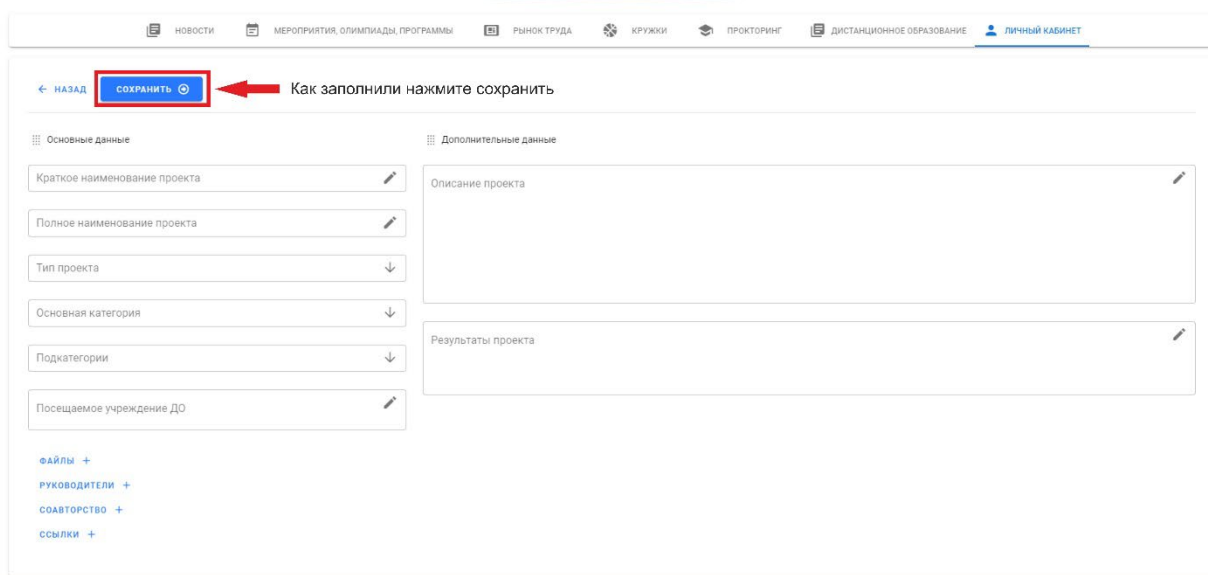 НОВОСТИ МЕРОПРИЯТИЯ, ОЛИМПИАДЫ, ПРОГРАММЫ РЫНОК ТРУДА КРУЖКИ ПРОКТОРИНГ ДИСТАНЦИОННОЕ ОБРАЗОВАНИЕ ЛИЧНЫЙ КАБИНЕТ
НАЗАД СОХРАНИТЬ Как заполнили нажмите сохранить
Основные данные
Краткое наименование проекта
Полное наименование проекта
Тип проекта
Основная категория
Подкатегории
Посещаемое учреждение ДО
ФАЙЛЫ +
РУКОВОДИТЕЛИ +
СОАВТОРСТВО +
ССЫЛКИ +
Дополнительные данные
Описание проекта
Результаты проекта